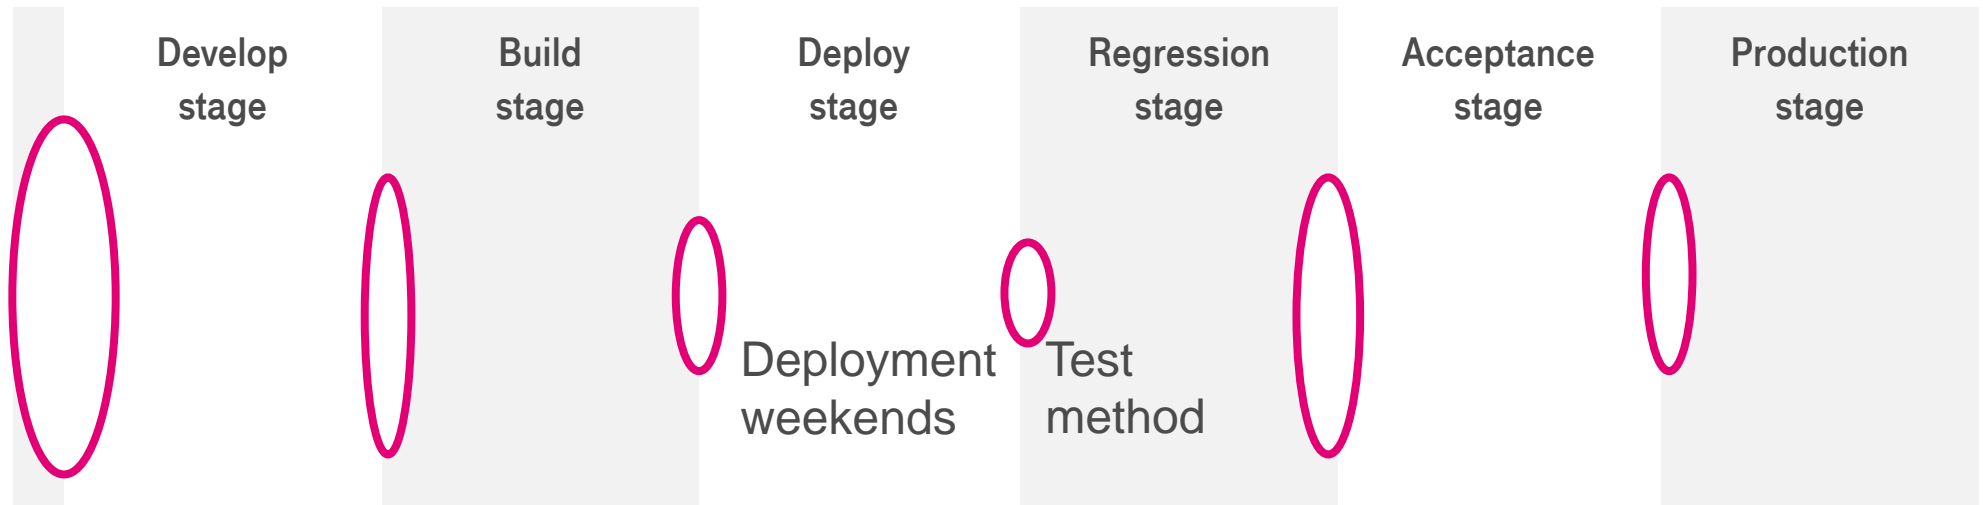 Develop
stage
Build
stage
Deploy
stage
Regression
stage
Acceptance
stage
Production
stage
Deployment
weekends
Test
method